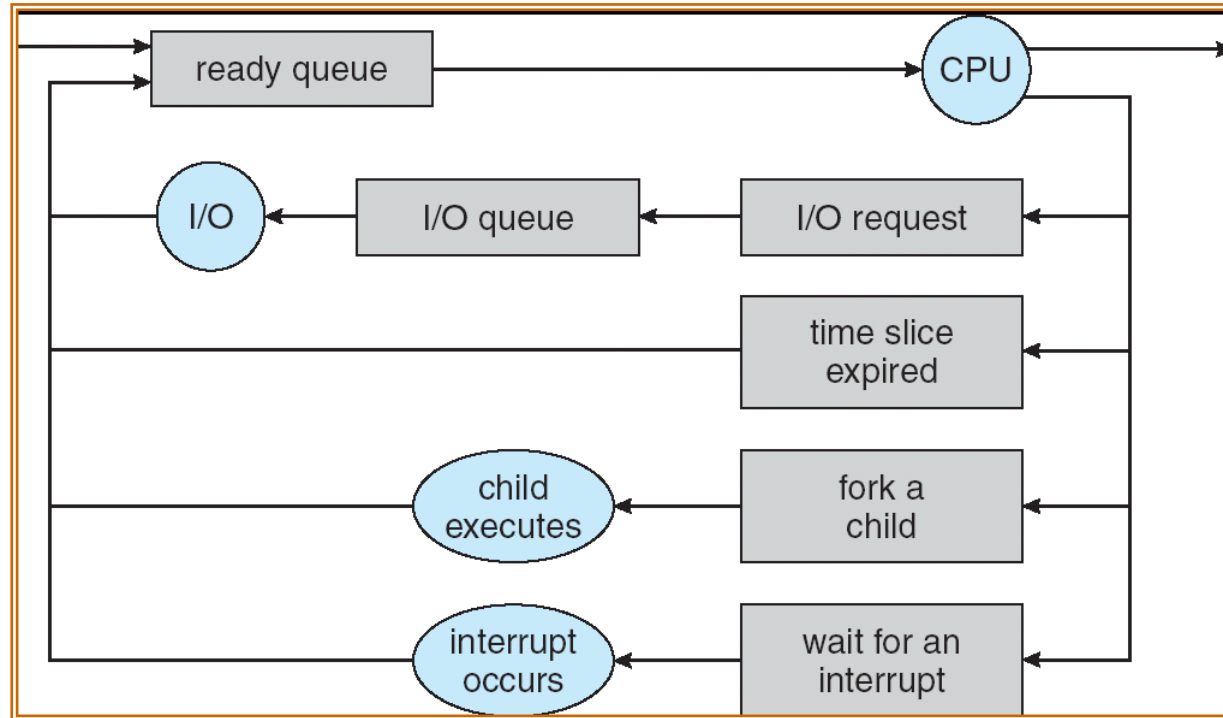 ready queue
CPU
I/O
I/O queue
I/O request
time slice
expired
child
executes
fork a
child
interrupt
occurs
wait for an
interrupt